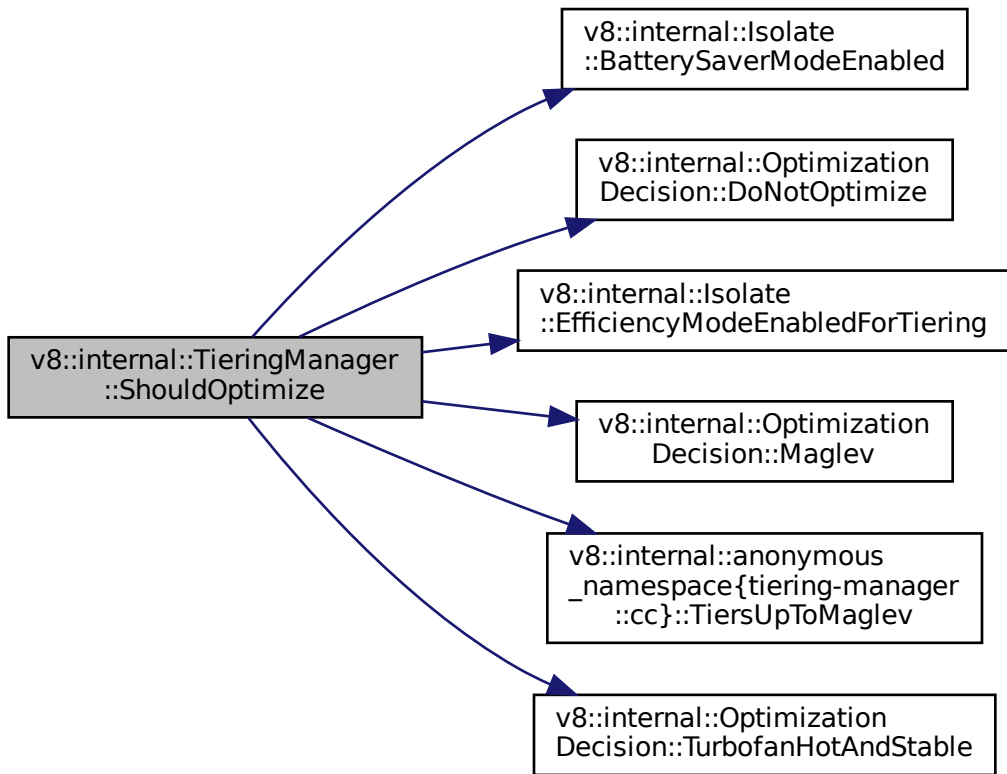 v8::internal::Isolate
::BatterySaverModeEnabled
v8::internal::Optimization
Decision::DoNotOptimize
v8::internal::Isolate
::EfficiencyModeEnabledForTiering
v8::internal::TieringManager
::ShouldOptimize
v8::internal::Optimization
Decision::Maglev
v8::internal::anonymous
_namespace{tiering-manager
::cc}::TiersUpToMaglev
v8::internal::Optimization
Decision::TurbofanHotAndStable